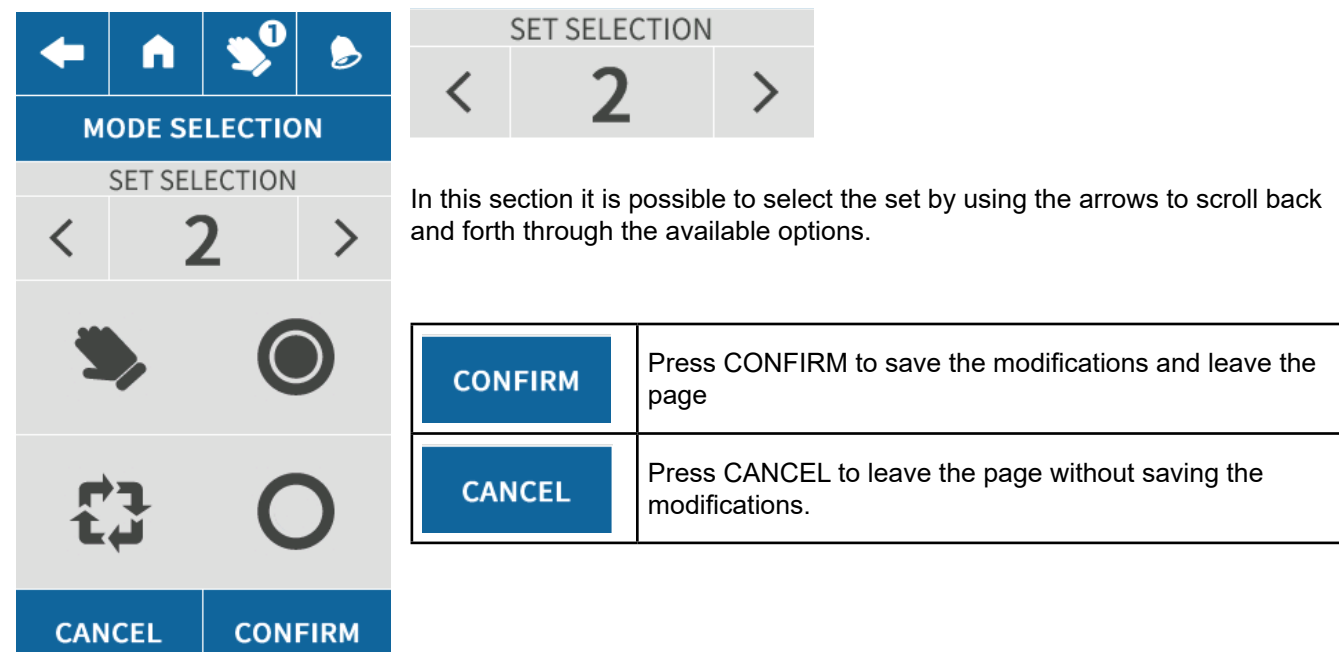 1
MODE SELECTION
SET SELECTION
2
CANCEL
CONFIRM
SET SELECTION
2
In this section it is possible to select the set by using the arrows to scroll back
and forth through the available options.
CONFIRM
Press CONFIRM to save the modifications and leave the
page
CANCEL
Press CANCEL to leave the page without saving the
modifications.